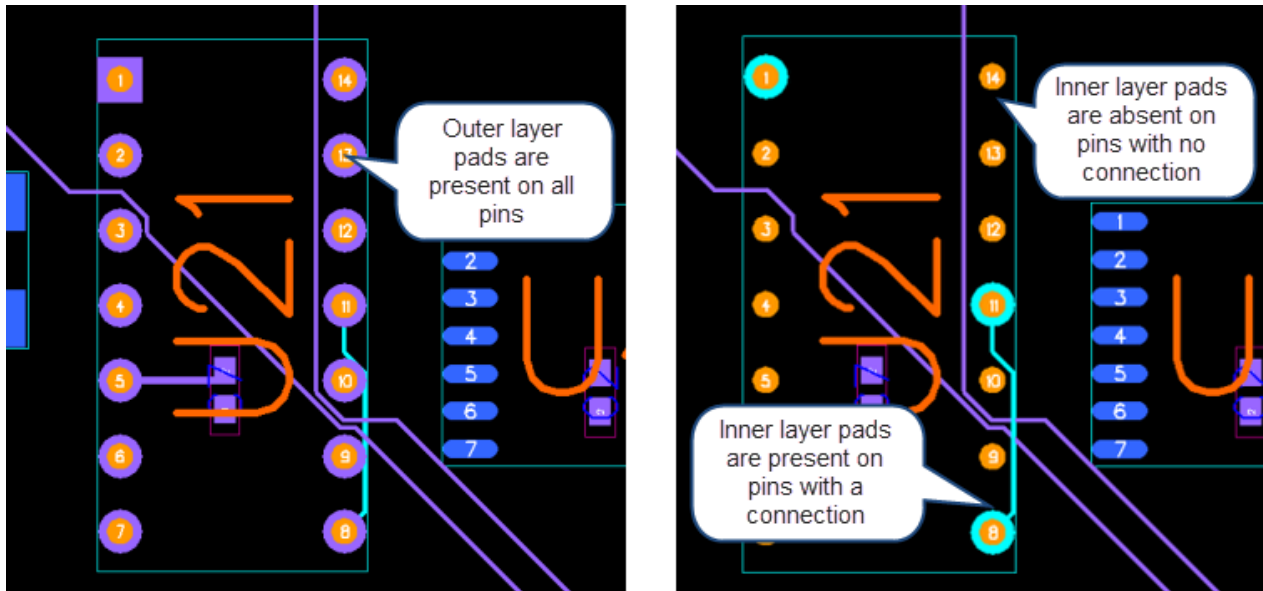 1
2
3
4
5
6
7
14
13
12
11
10
9
8
U21
Outer layer
pads are
present on all
pins
2
3
4
5
6
7
U
1
2
3
4
5
14
13
12
11
10
9
8
U21
Inner layer pads
are absent on
pins with no
connection
Inner layer pads
are present on
pins with a
connection
1
2
3
4
5
6
7
U
2